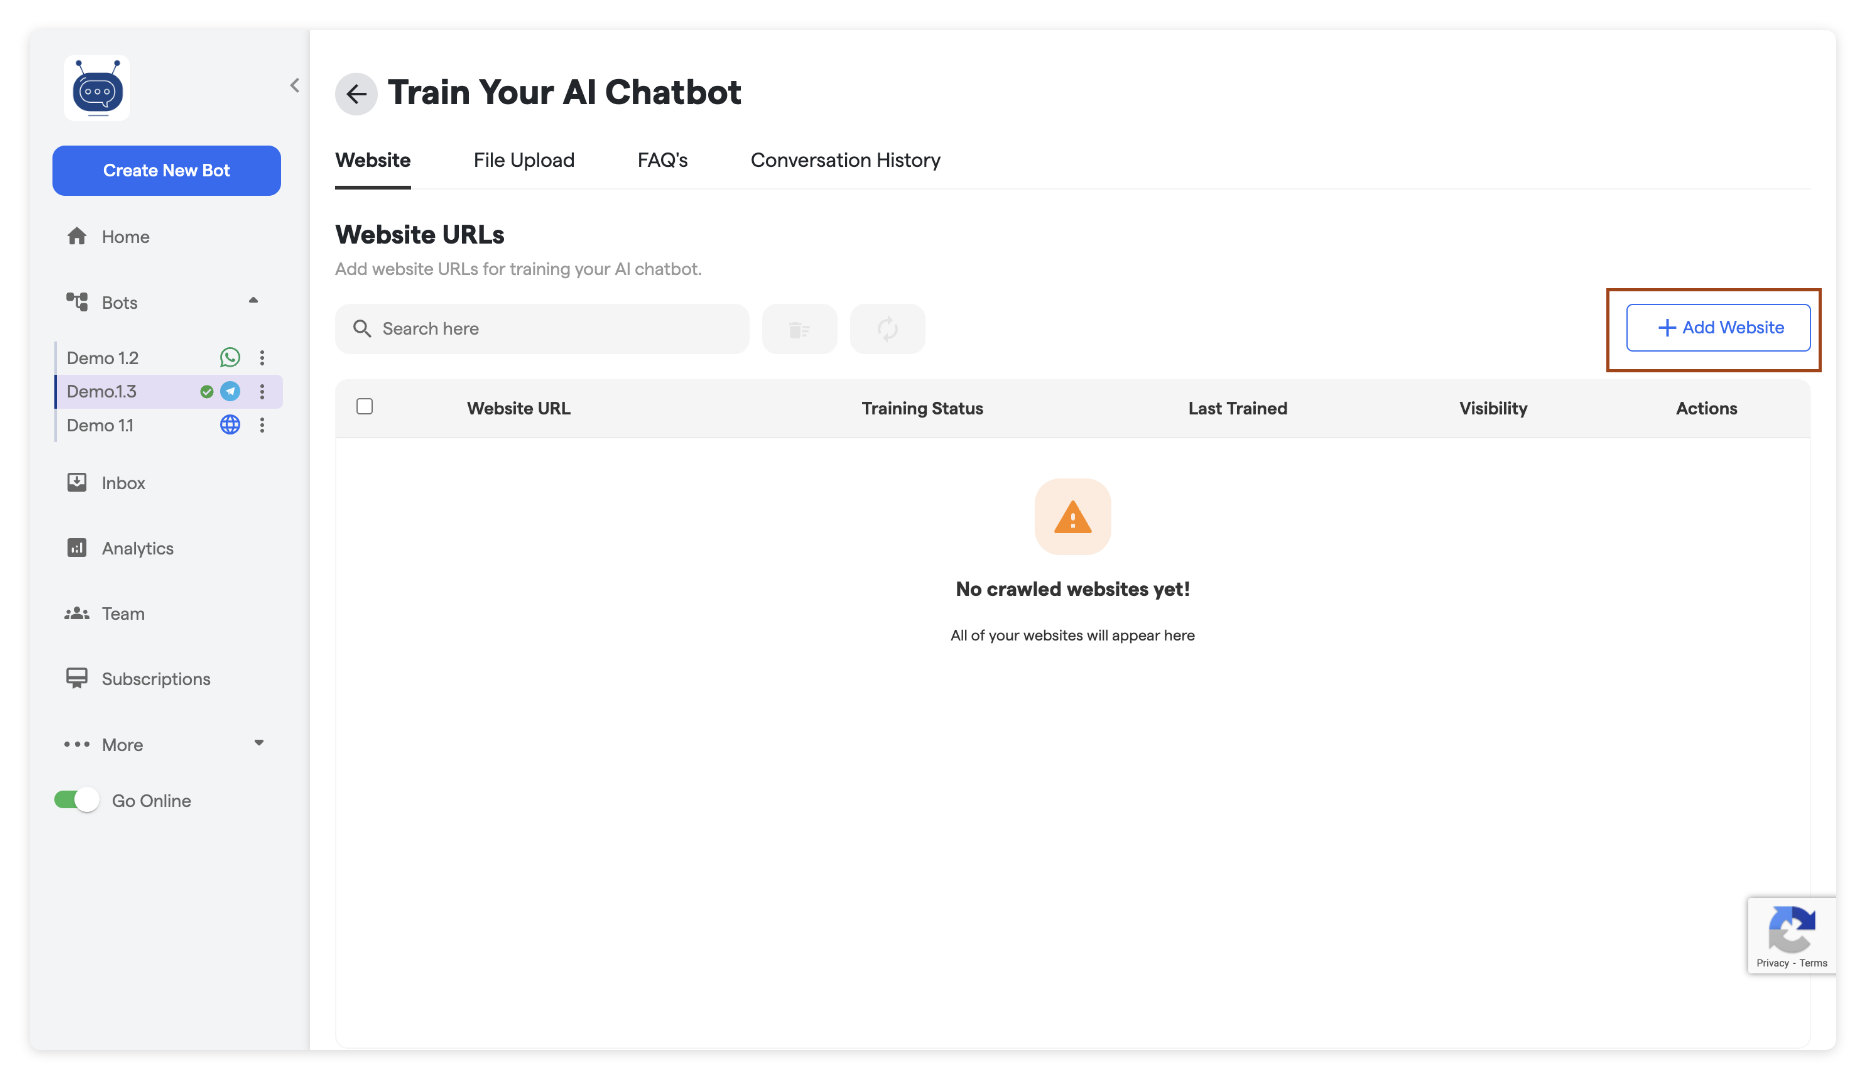 Train Your AI Chatbot
Create New Bot
Home
Bots
Demo 1.2
Demo.1.3
Demo 1.1
Inbox
Analytics
Team
Subscriptions
More
Go Online
Website
File Upload
FAQ's
Conversation History
Website URLs
Add website URLs for training your AI chatbot.
Search here
Add Website
Website URL
Training Status
Last Trained
Visibility
Actions
No crawled websites yet!
All of your websites will appear here
Privacy - Terms